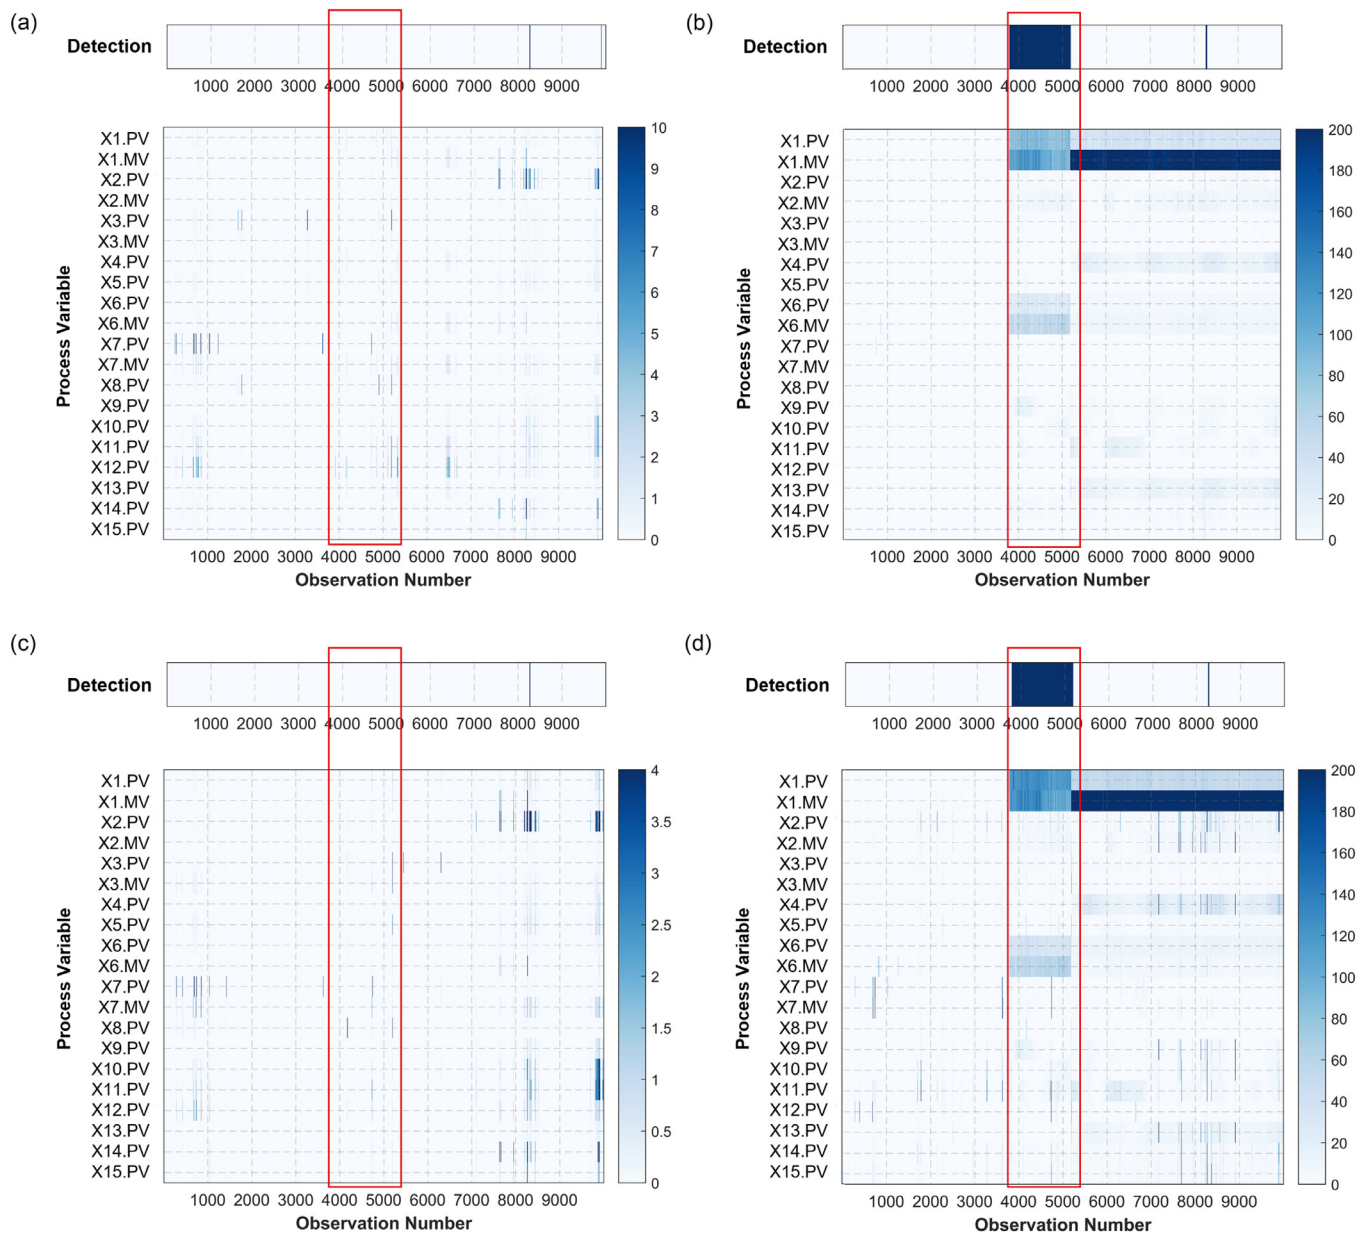 (a)
Detection
1000 2000 3000 4000 5000 6000 7000 8000 9000
Process Variable
X1.PV
X1.MV
X2.PV
X2.MV
X3.PV
X3.MV
X4.PV
X5.PV
X6.PV
X6.MV
X7.PV
X7.MV
X8.PV
X9.PV
X10.PV
X11.PV
X12.PV
X13.PV
X14.PV
X15.PV
1000 2000 3000 4000 5000 6000 7000 8000 9000
Observation Number
10
9
8
7
6
5
4
3
2
1
0
(b)
Detection
1000 2000 3000 4000 5000 6000 7000 8000 9000
Process Variable
X1.PV
X1.MV
X2.PV
X2.MV
X3.PV
X3.MV
X4.PV
X5.PV
X6.PV
X6.MV
X7.PV
X7.MV
X8.PV
X9.PV
X10.PV
X11.PV
X12.PV
X13.PV
X14.PV
X15.PV
1000 2000 3000 4000 5000 6000 7000 8000 9000
Observation Number
200
180
160
140
120
100
80
60
40
20
0
(c)
Detection
1000 2000 3000 4000 5000 6000 7000 8000 9000
Process Variable
X1.PV
X1.MV
X2.PV
X2.MV
X3.PV
X3.MV
X4.PV
X5.PV
X6.PV
X6.MV
X7.PV
X7.MV
X8.PV
X9.PV
X10.PV
X11.PV
X12.PV
X13.PV
X14.PV
X15.PV
1000 2000 3000 4000 5000 6000 7000 8000 9000
Observation Number
4
3.5
3
2.5
2
1.5
1
0.5
0
(d)
Detection
1000 2000 3000 4000 5000 6000 7000 8000 9000
Process Variable
X1.PV
X1.MV
X2.PV
X2.MV
X3.PV
X3.MV
X4.PV
X5.PV
X6.PV
X6.MV
X7.PV
X7.MV
X8.PV
X9.PV
X10.PV
X11.PV
X12.PV
X13.PV
X14.PV
X15.PV
1000 2000 3000 4000 5000 6000 7000 8000 9000
Observation Number
200
180
160
140
120
100
80
60
40
20
0